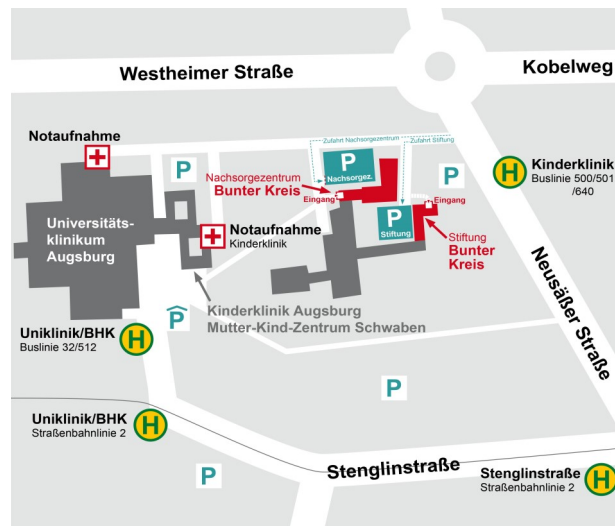 Westheimer Straße
Kobelweg
Notaufnahme
Zufahrt Nachsorgezentrum
Zufahrt Stiftung
P
P
Nachsorgez.
P
Nachsorgezentrum
Bunter Kreis
Eingang
H
Kinderklinik
Buslinie 500/501
/640
Universitäts-
klinikum
Augsburg
Notaufnahme
Kinderklinik
P
Stiftung
Eingang
Stiftung
Bunter
Kreis
Neusäßer Straße
Kinderklinik Augsburg
Mutter-Kind-Zentrum Schwaben
P
Uniklinik/BHK
Buslinie 32/512
H
P
Uniklinik/BHK
Straßenbahnlinie 2
H
Stenglinstraße
P
Stenglinstraße
Straßenbahnlinie 2
H